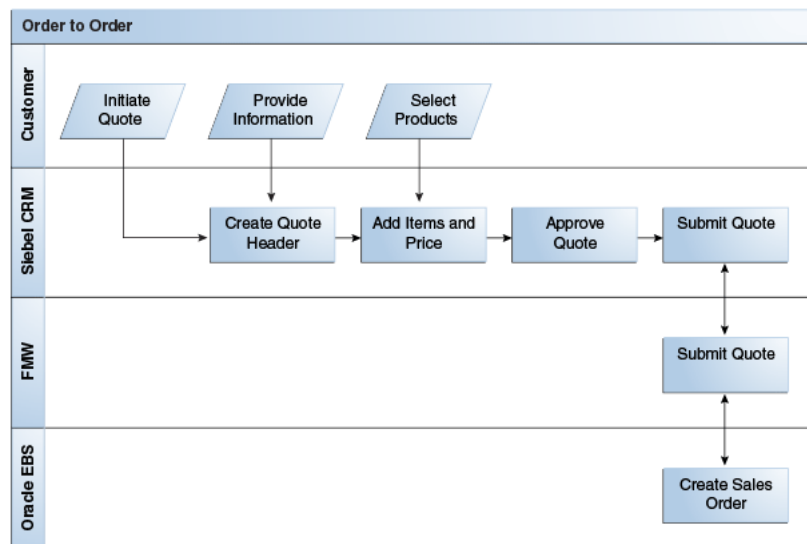 Order to Order
Customer
Initiate
Quote
Provide
Information
Select
Products
Siebel CRM
Create Quote
Header
Add Items and
Price
Approve
Quote
Submit Quote
FMW
Submit Quote
Oracle EBS
Create Sales
Order